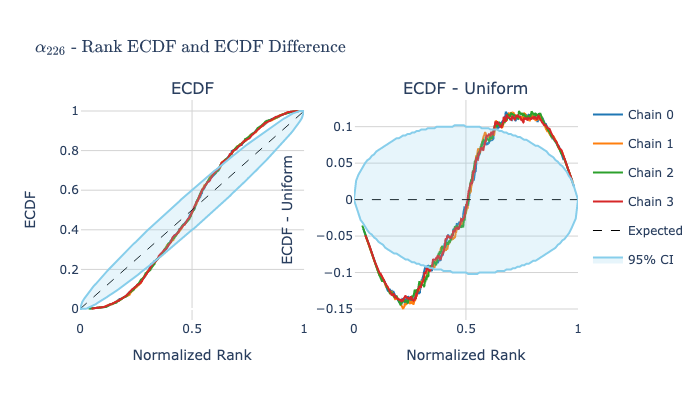 α₂₂₆ - Rank ECDF and ECDF Difference
ECDF
ECDF - Uniform
ECDF
1
0.8
0.6
0.4
0.2
0
0
0.5
1
Normalized Rank
ECDF - Uniform
0.1
0.05
0
−0.05
−0.1
−0.15
0
0.5
1
Normalized Rank
Chain 0
Chain 1
Chain 2
Chain 3
Expected
95% CI